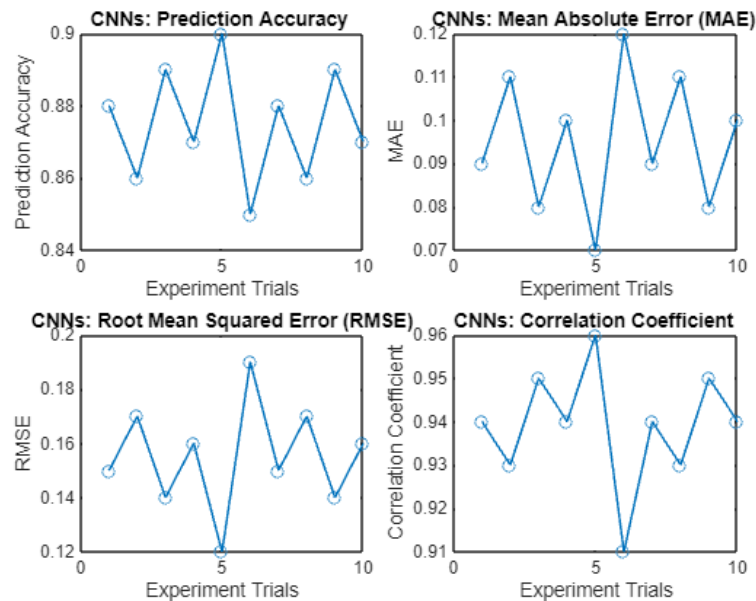 CNNs: Prediction Accuracy
0.9
0.88
0.86
0.84
Prediction Accuracy
0
5
10
Experiment Trials
CNNs: Mean Absolute Error (MAE)
0.12
0.11
0.1
0.09
0.08
0.07
MAE
0
5
10
Experiment Trials
CNNs: Root Mean Squared Error (RMSE)
0.2
0.18
0.16
0.14
0.12
RMSE
0
5
10
Experiment Trials
CNNs: Correlation Coefficient
0.96
0.95
0.94
0.93
0.92
0.91
Correlation Coefficient
0
5
10
Experiment Trials